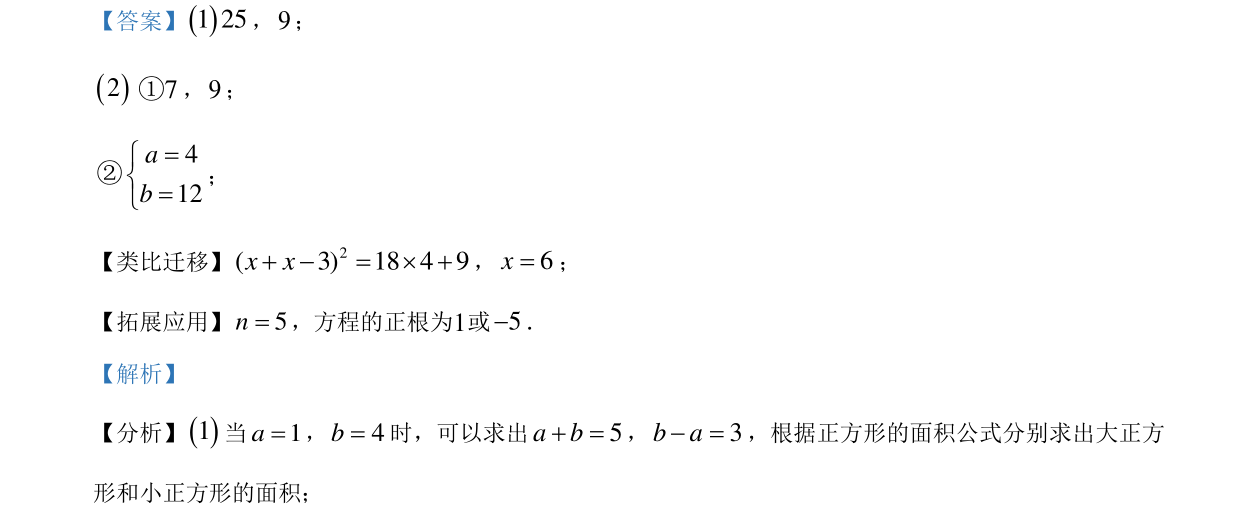 【答案】(1)25，9；
(2) ①7，9；
②{a=4
b=12；
【类比迁移】(x+x−3)²=18×4+9，x=6；
【拓展应用】n=5，方程的正根为1或−5．
【解析】
【分析】(1)当a=1，b=4时，可以求出a+b=5，b−a=3，根据正方形的面积公式分别求出大正方
形和小正方形的面积；